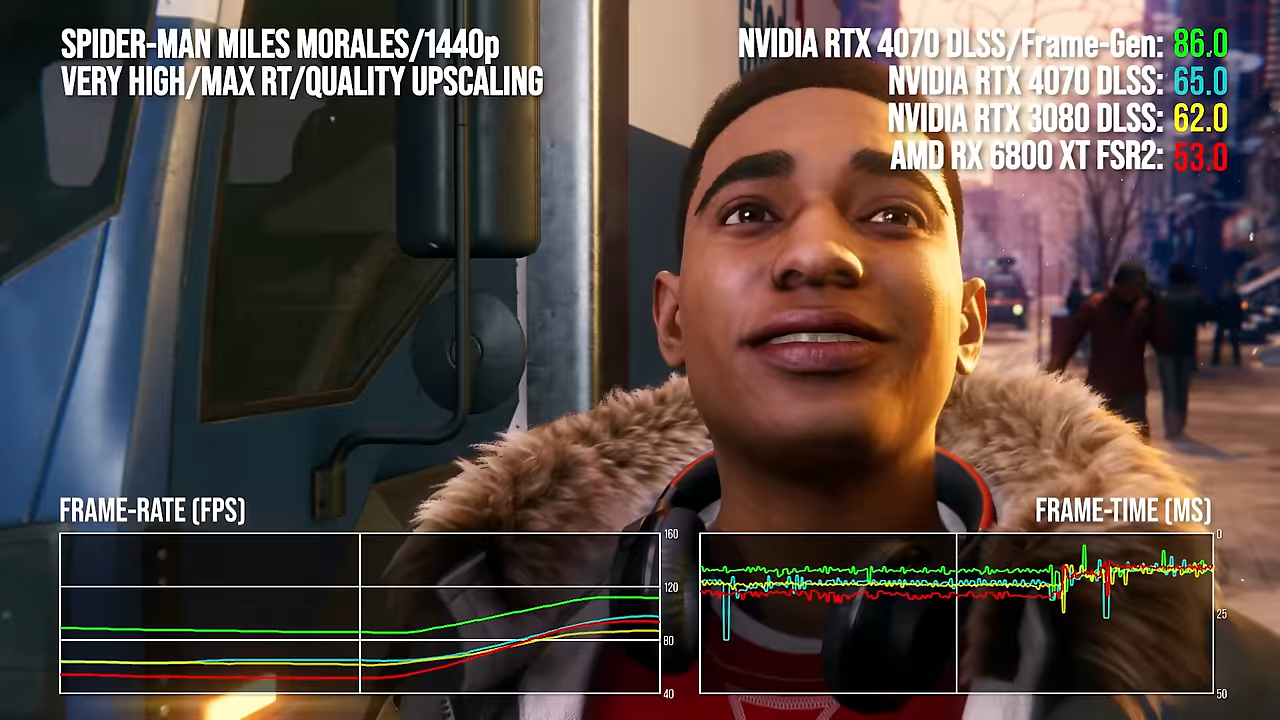 SPIDER-MAN MILES MORALES/1440p
VERY HIGH/MAX RT/QUALITY UPSCALING
NVIDIA RTX 4070 DLSS/Frame-Gen: 86.0
NVIDIA RTX 4070 DLSS: 65.0
NVIDIA RTX 3080 DLSS: 62.0
AMD RX 6800 XT FSR2: 53.0
FRAME-RATE (FPS)
160
120
80
40
FRAME-TIME (MS)
0
25
50